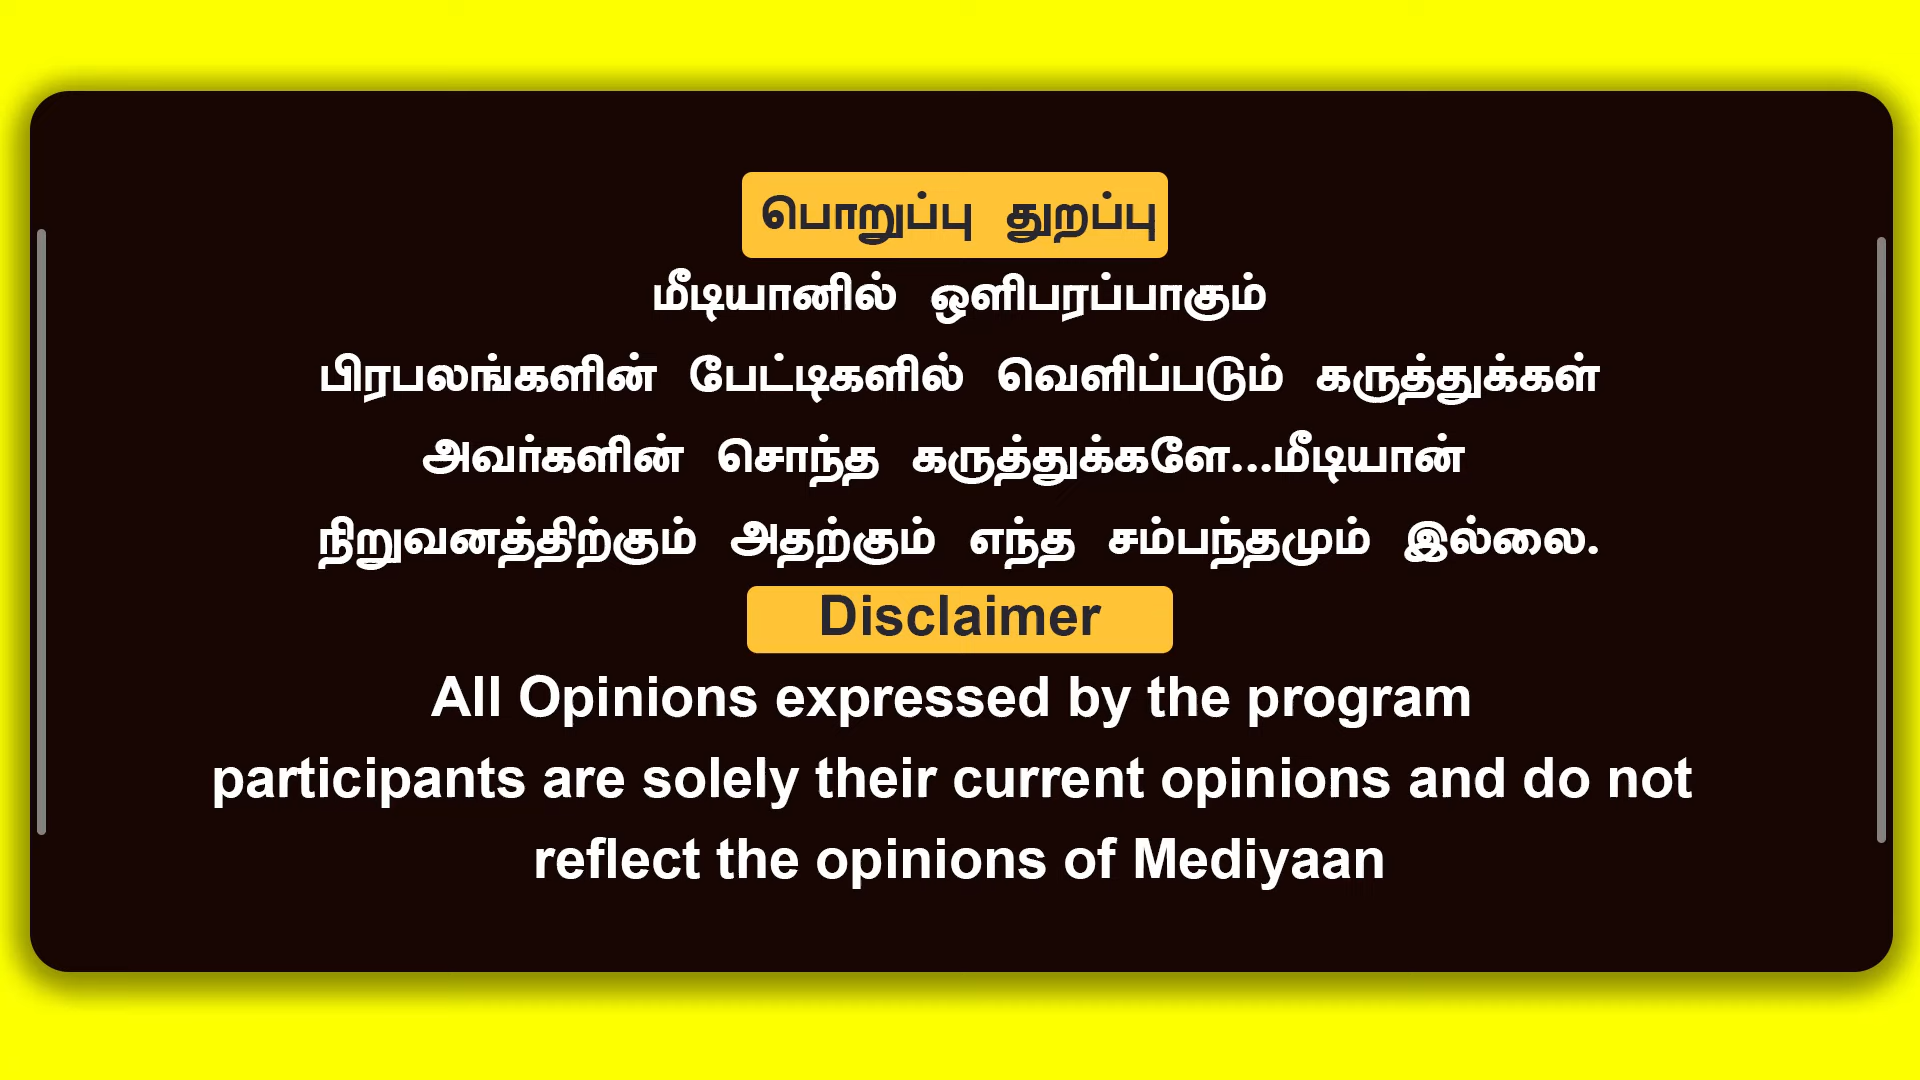 பொறுப்பு துறப்பு
மீடியானில் ஒளிபரப்பாகும்
பிரபலங்களின் பேட்டிகளில் வெளிப்படும் கருத்துக்கள்
அவர்களின் சொந்த கருத்துக்களே...மீடியான்
நிறுவனத்திற்கும் அதற்கும் எந்த சம்பந்தமும் இல்லை.
Disclaimer
All Opinions expressed by the program
participants are solely their current opinions and do not
reflect the opinions of Mediyaan